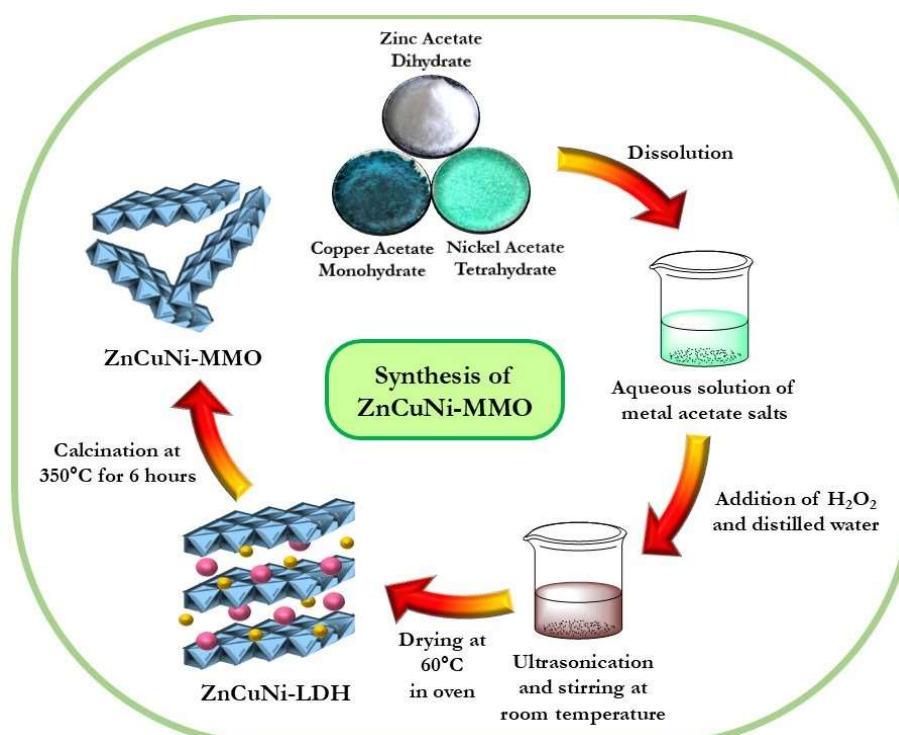 Zinc Acetate
Dihydrate
Copper Acetate
Monohydrate
Nickel Acetate
Tetrahydrate
Dissolution
Aqueous solution of
metal acetate salts
Addition of H₂O₂
and distilled water
Ultrasonication
and stirring at
room temperature
Drying at
60°C
in oven
ZnCuNi-LDH
Calcination at
350°C for 6 hours
ZnCuNi-MMO
Synthesis of
ZnCuNi-MMO